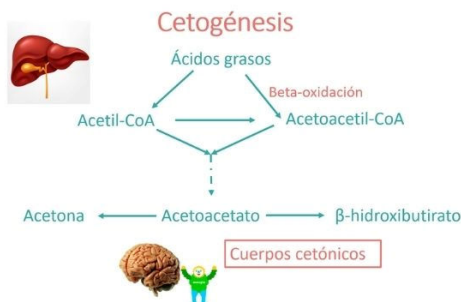 Cetogénesis
Ácidos grasos
Beta-oxidación
Acetil-CoA
Acetoacetil-CoA
Acetona
Acetoacetato
β-hidroxibutirato
Cuerpos cetónicos